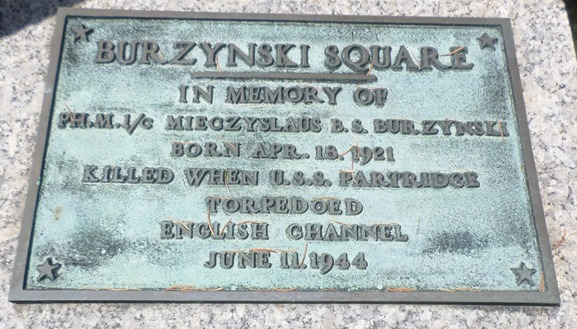 BURZYNSKI SQUARE
IN MEMORY OF
PH.M.1/C MIECZYSLAUS B.S. BURZYNSKI
BORN APR. 18, 1921
KILLED WHEN U.S.S. PARTRIDGE
TORPEDOED
ENGLISH CHANNEL
JUNE 11, 1944